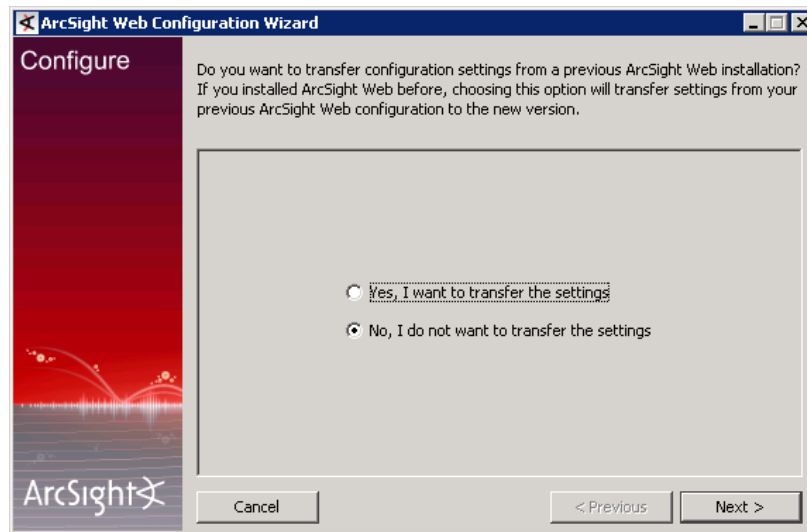 ArcSight Web Configuration Wizard
Configure
Do you want to transfer configuration settings from a previous ArcSight Web installation?
If you installed ArcSight Web before, choosing this option will transfer settings from your
previous ArcSight Web configuration to the new version.
Yes, I want to transfer the settings
No, I do not want to transfer the settings
ArcSight
Cancel
< Previous
Next >